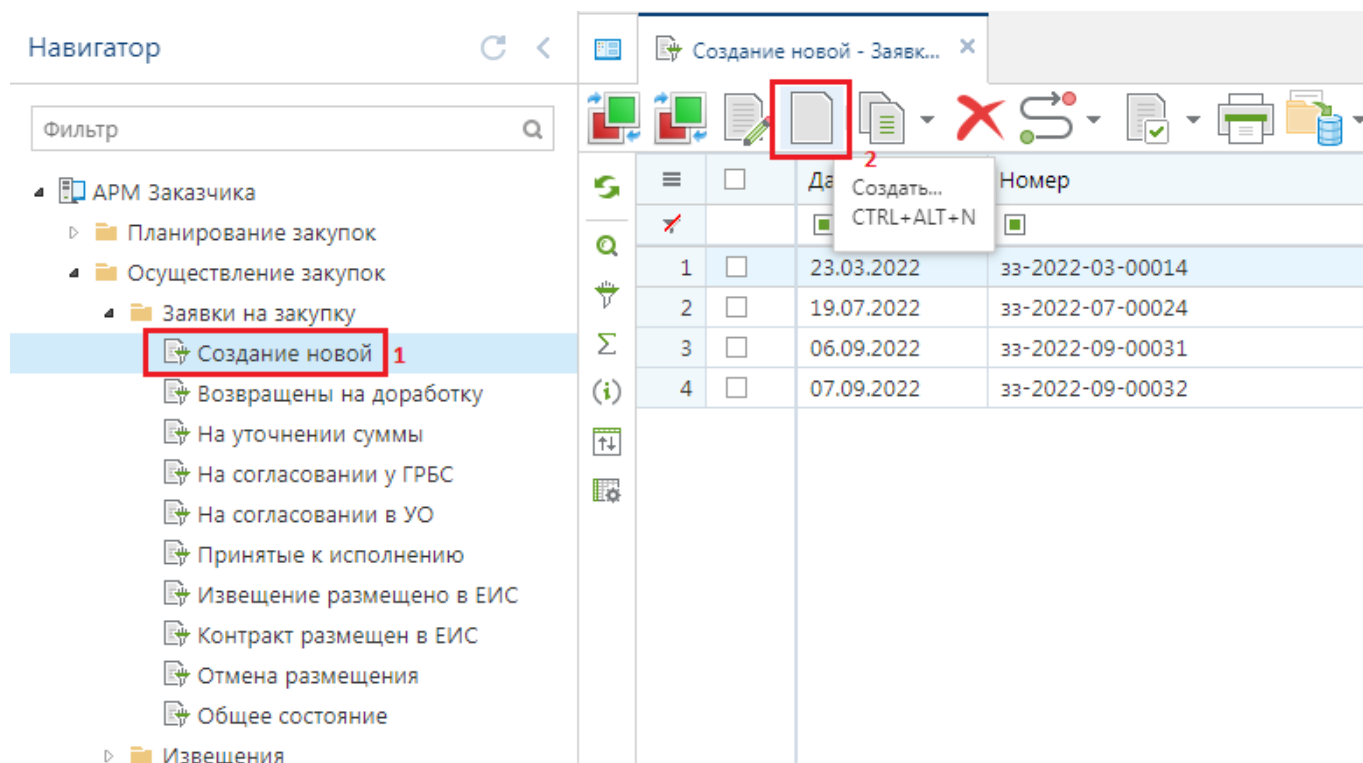 Навигатор
Фильтр
АРМ Заказчика
Планирование закупок
Осуществление закупок
Заявки на закупку
Создание новой 1
Возвращены на доработку
На уточнении суммы
На согласовании у ГРБС
На согласовании в УО
Принятые к исполнению
Извещение размещено в ЕИС
Контракт размещен в ЕИС
Отмена размещения
Общее состояние
Извещения
Создание новой - Заявк...
2
Создать...
CTRL+ALT+N
Да Номер
1 23.03.2022 зз-2022-03-00014
2 19.07.2022 зз-2022-07-00024
3 06.09.2022 зз-2022-09-00031
4 07.09.2022 зз-2022-09-00032